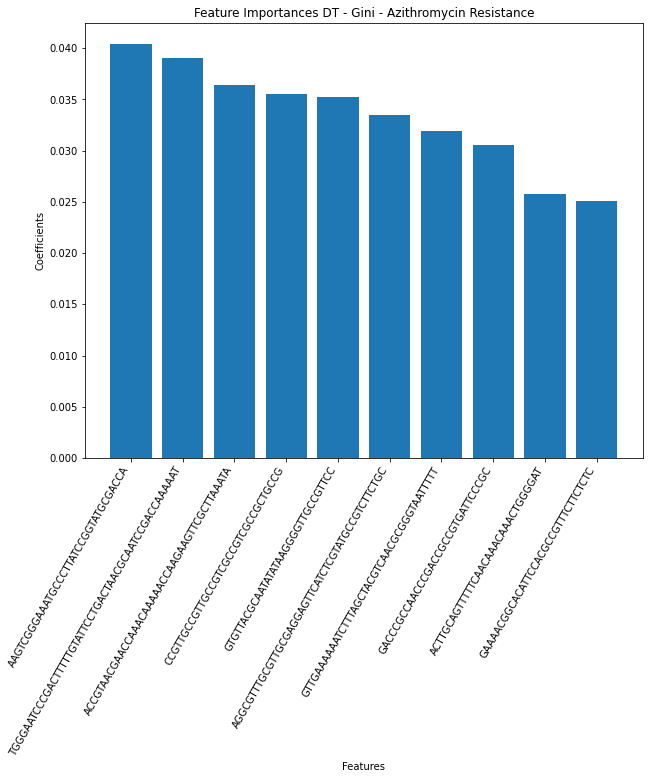 Feature Importances DT - Gini - Azithromycin Resistance
0.040
0.035
0.030
0.025
0.020
0.015
0.010
0.005
0.000
Coefficients
AAGTCGGGAAATGCCCTTATCCGGTATGCGACCA
TGGGAATCCCGACTTTTTGTATTCCTGACTAACGCAATCCGACCAAAAAT
ACCGTAACGAACCAAACAAAAACCAAGAAGTTCGCTTAAATA
CCGTTGCCGTTGCCGTCGCCGTCGCCGCTGCCG
GTGTTACGCAATATATAAGGGGTTGCCGTTCC
AGGCGTTTGCGTTGCGAGGAGTTCATCTCGTATGCCGTCTTCTGC
GTTGAAAAAATCTTTAGCTACGTCAACGCGGGTAATTTTT
GACCCGCCAACCCGACCGCCGTGATTCCCGC
ACTTGCAGTTTTTCAACAAACAAACTGGGGAT
GAAAACGGCACATTCCACGCCGTTTCTTCTCTC
Features